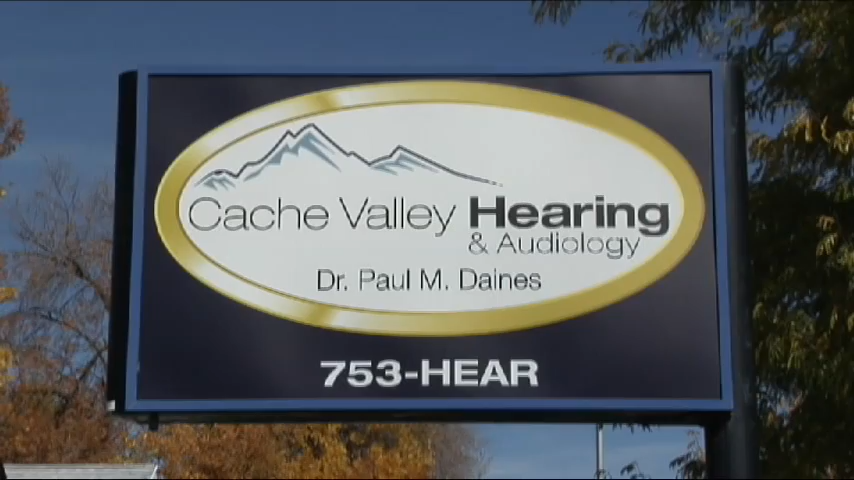 Cache Valley Hearing
& Audiology
Dr. Paul M. Daines
753-HEAR